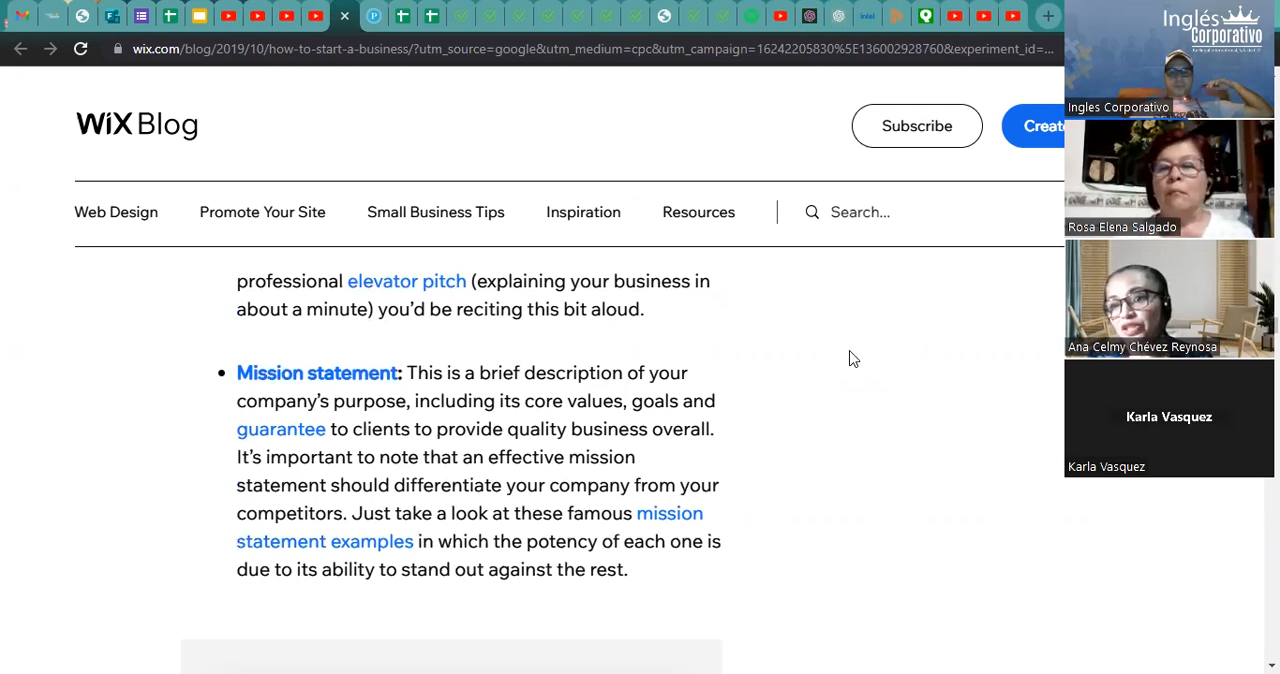 wix.com/blog/2019/10/how-to-start-a-business/?utm_source=google&utm_medium=cpc&utm_campaign=16242205830%5E136002928760&experiment_id=...
WiX Blog
Subscribe
Create
Web Design Promote Your Site Small Business Tips Inspiration Resources Search...
professional elevator pitch (explaining your business in
about a minute) you’d be reciting this bit aloud.
• Mission statement: This is a brief description of your
company’s purpose, including its core values, goals and
guarantee to clients to provide quality business overall.
It’s important to note that an effective mission
statement should differentiate your company from your
competitors. Just take a look at these famous mission
statement examples in which the potency of each one is
due to its ability to stand out against the rest.
Inglés
Corporativo
Ingles Corporativo
Rosa Elena Salgado
Ana Celmy Chévez Reynosa
Karla Vasquez
Karla Vasquez